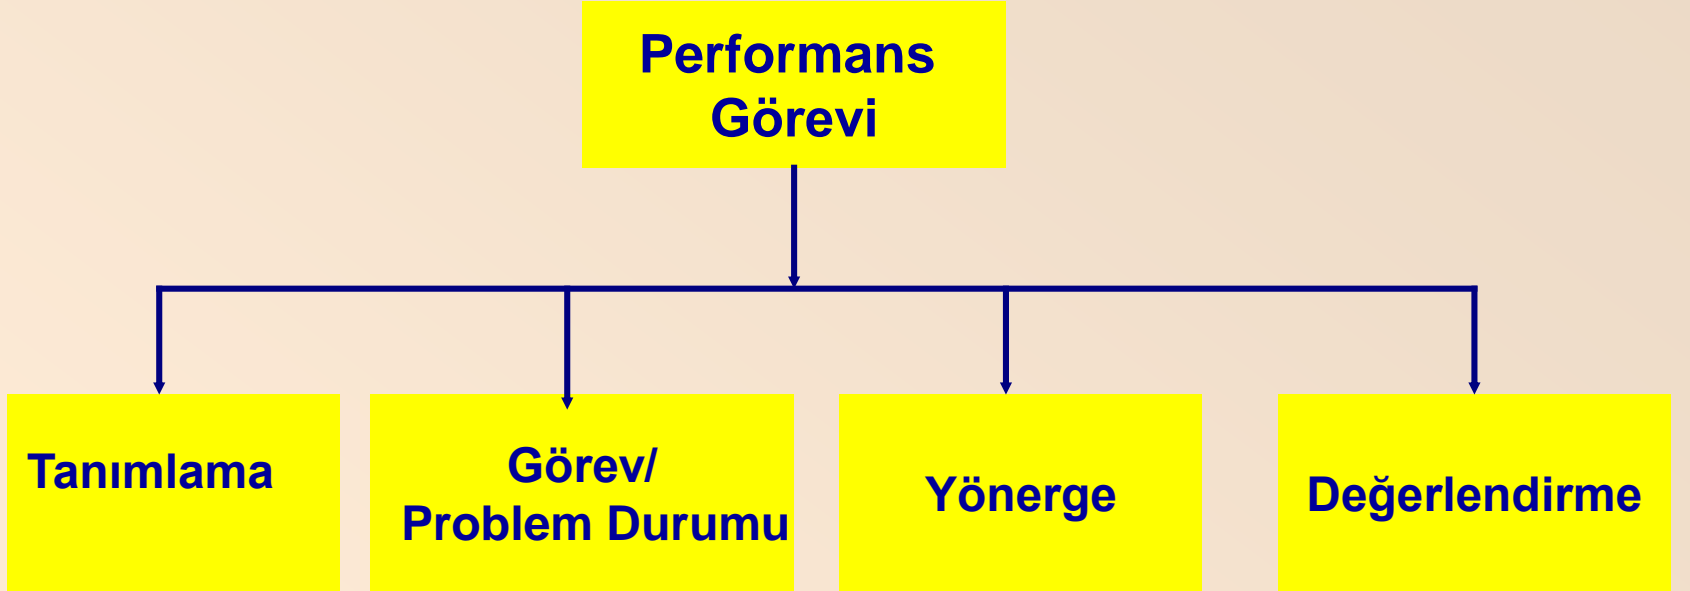 Performans
Görevi
Tanımlama
Görev/
Problem Durumu
Yönerge
Değerlendirme